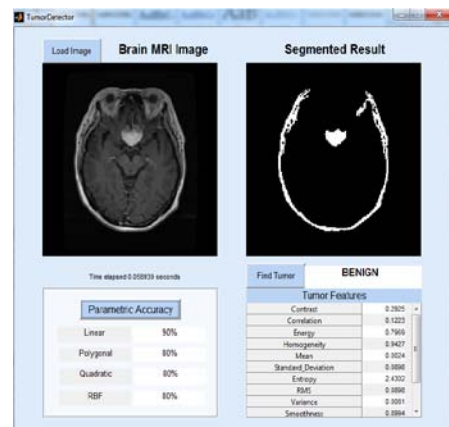 TumorDetector
Load Image
Brain MRI Image
Segmented Result
Time elapsed 0.058939 seconds
Parametric Accuracy
Linear 90%
Polygonal 80%
Quadratic 80%
RBF 80%
Find Tumor
BENIGN
Tumor Features
Contrast 0.2925
Correlation 0.1223
Energy 0.7969
Homogeneity 0.9427
Mean 0.0024
Standard_Deviation 0.0898
Entropy 2.4302
RMS 0.0898
Variance 0.0081
Smoothness 0.8994